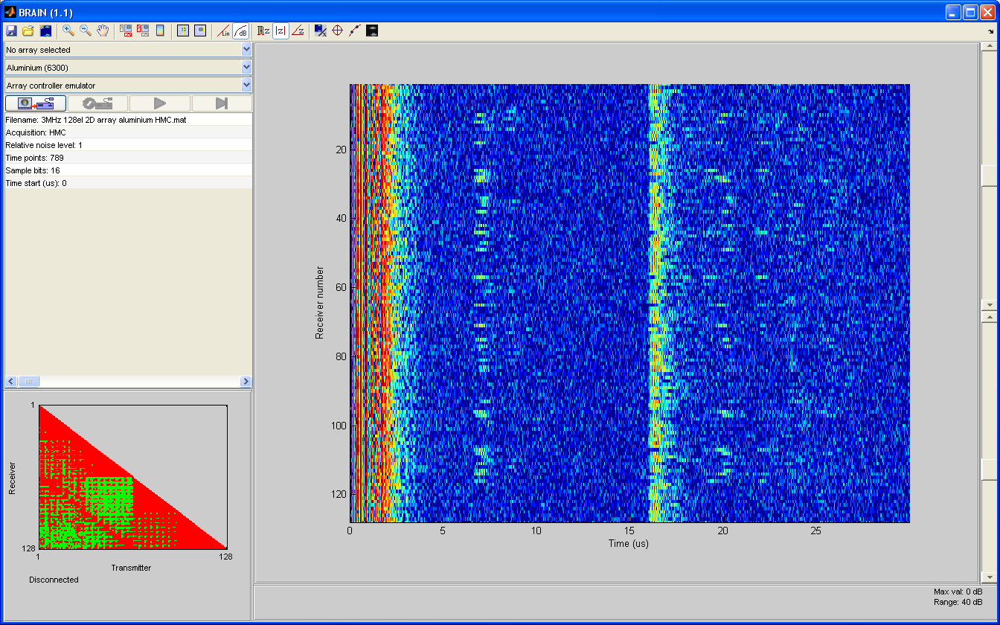 BRAIN (1.1)
Lin
dB
ℝz
|z|
∠z
No array selected
Aluminium (6300)
Array controller emulator
Filename: 3MHz 128el 2D array aluminium HMC.mat
Acquisition: HMC
Relative noise level: 1
Time points: 789
Sample bits: 16
Time start (us): 0
20
40
60
80
100
120
Receiver number
0 5 10 15 20 25
Time (us)
1
Receiver
128
1 128
Transmitter
Disconnected
Max val: 0 dB
Range: 40 dB